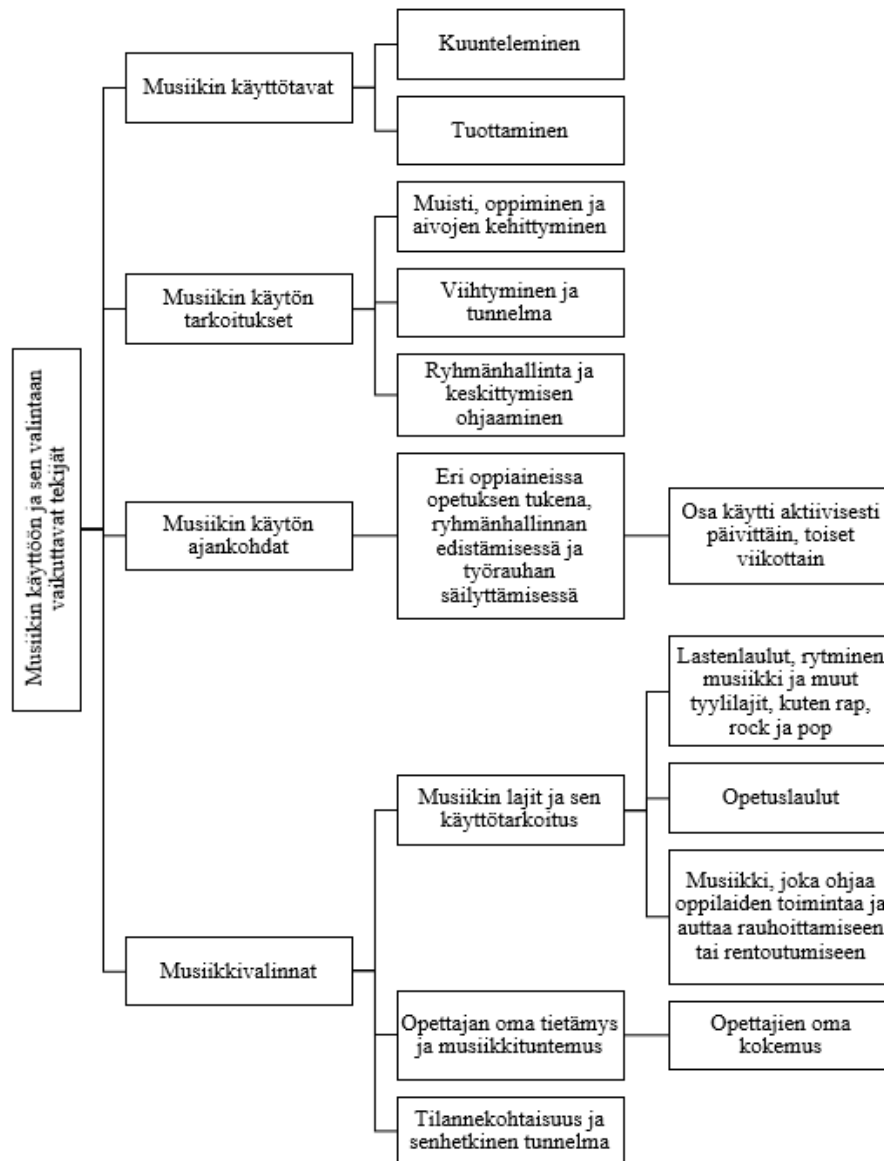 Musiikin käyttöön ja sen valintaan
vaikuttavat tekijät
Musiikin käyttötavat
Kuunteleminen
Tuottaminen
Musiikin käytön
tarkoitukset
Muisti, oppiminen ja
aivojen kehittyminen
Viihtyminen ja
tunnelma
Ryhmänhallinta ja
keskittymisen
ohjaaminen
Musiikin käytön
ajankohdat
Eri oppiaineissa
opetuksen tukena,
ryhmänhallinnan
edistämisessä ja
työrauhan
säilyttämisessä
Osa käytti aktiivisesti
päivittäin, toiset
viikottain
Musiikkivalinnat
Musiikin lajit ja sen
käyttötarkoitus
Lastenlaulut, rytminen
musiikki ja muut
tyylilajit, kuten rap,
rock ja pop
Opetuslaulut
Musiikki, joka ohjaa
oppilaiden toimintaa ja
auttaa rauhoittamiseen
tai rentoutumiseen
Opettajan oma tietämys
ja musiikkituntemus
Opettajien oma
kokemus
Tilannekohtaisuus ja
senhetkinen tunnelma